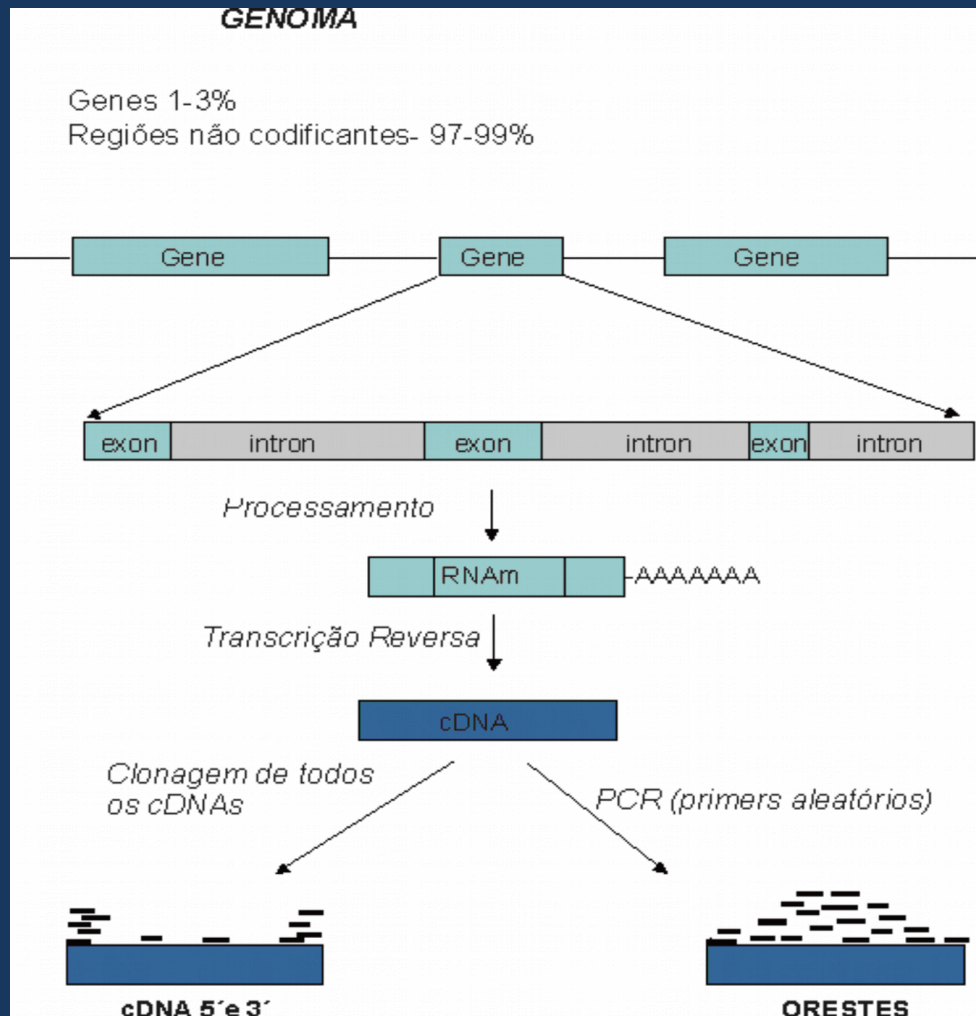 GENOMA
Genes 1-3%
Regiões não codificantes- 97-99%
Gene Gene Gene
exon intron exon intron exon intron
Processamento
RNAm -AAAAAAA
Transcrição Reversa
cDNA
Clonagem de todos
os cDNAs
PCR (primers aleatórios)
cDNA 5´e 3´ ORESTES